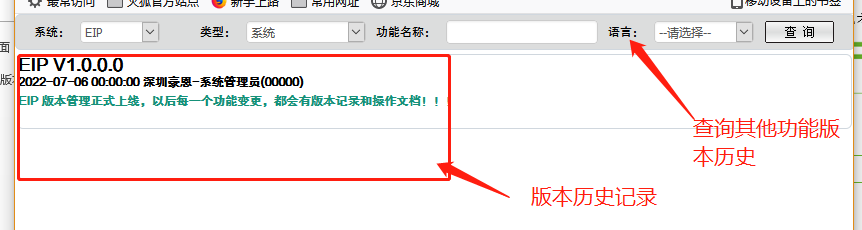 最常访问 火狐官方站点 新手上路 常用网址 京东商城 移动设备上的书签
系统： EIP 类型： 系统 功能名称： 语言： --请选择-- 查 询
EIP V1.0.0.0
2022-07-06 00:00:00 深圳豪恩-系统管理员(00000)
EIP 版本管理正式上线，以后每一个功能变更，都会有版本记录和操作文档！！！
查询其他功能版
本历史
版本历史记录